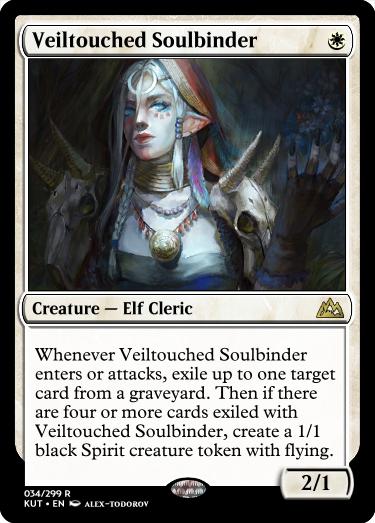 Veiltouched Soulbinder
Creature — Elf Cleric
Whenever Veiltouched Soulbinder
enters or attacks, exile up to one target
card from a graveyard. Then if there
are four or more cards exiled with
Veiltouched Soulbinder, create a 1/1
black Spirit creature token with flying.
2/1
034/299 R
KUT • EN ALEX-TODOROV